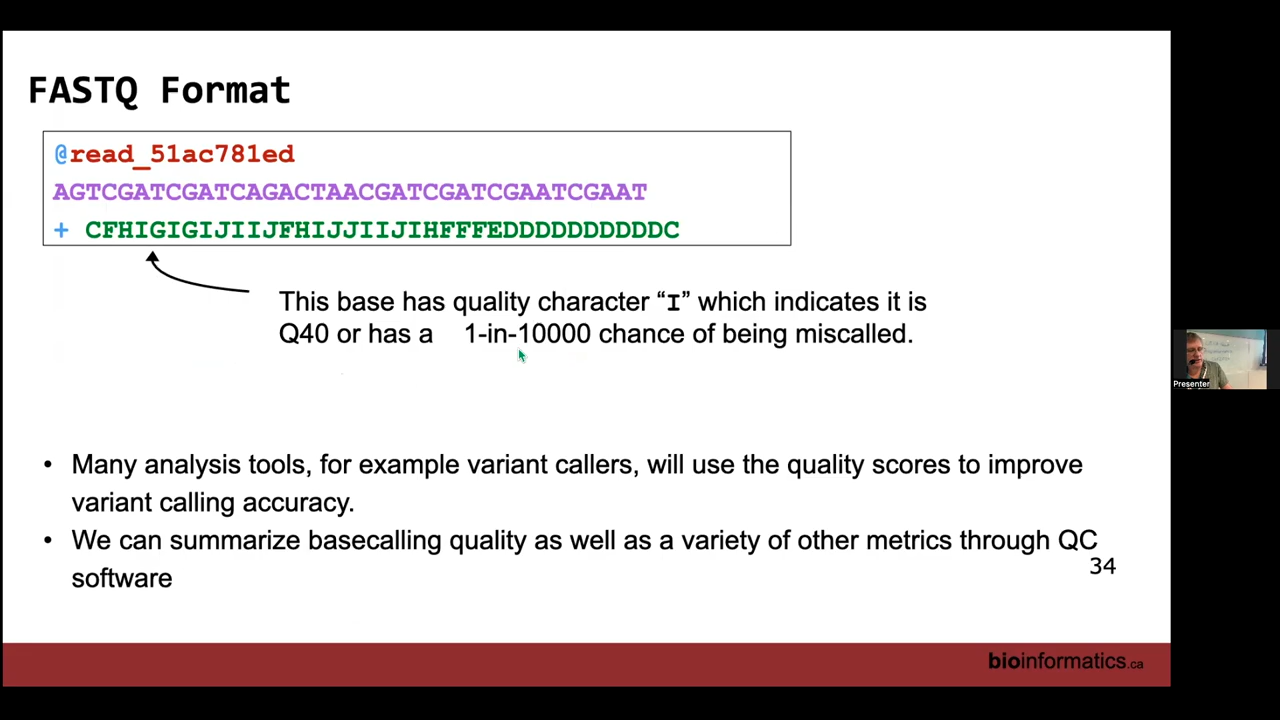 FASTQ Format
@read_51ac781ed
AGTCGATCGATCAGACTAACGATCGATCGAATCGAAT
+ CFHIGIGIJIIJFHIJJIIJIHFFFEDDDDDDDDDDC
This base has quality character “I” which indicates it is
Q40 or has a 1-in-10000 chance of being miscalled.
• Many analysis tools, for example variant callers, will use the quality scores to improve
variant calling accuracy.
• We can summarize basecalling quality as well as a variety of other metrics through QC
software
34
bioinformatics.ca
Presenter